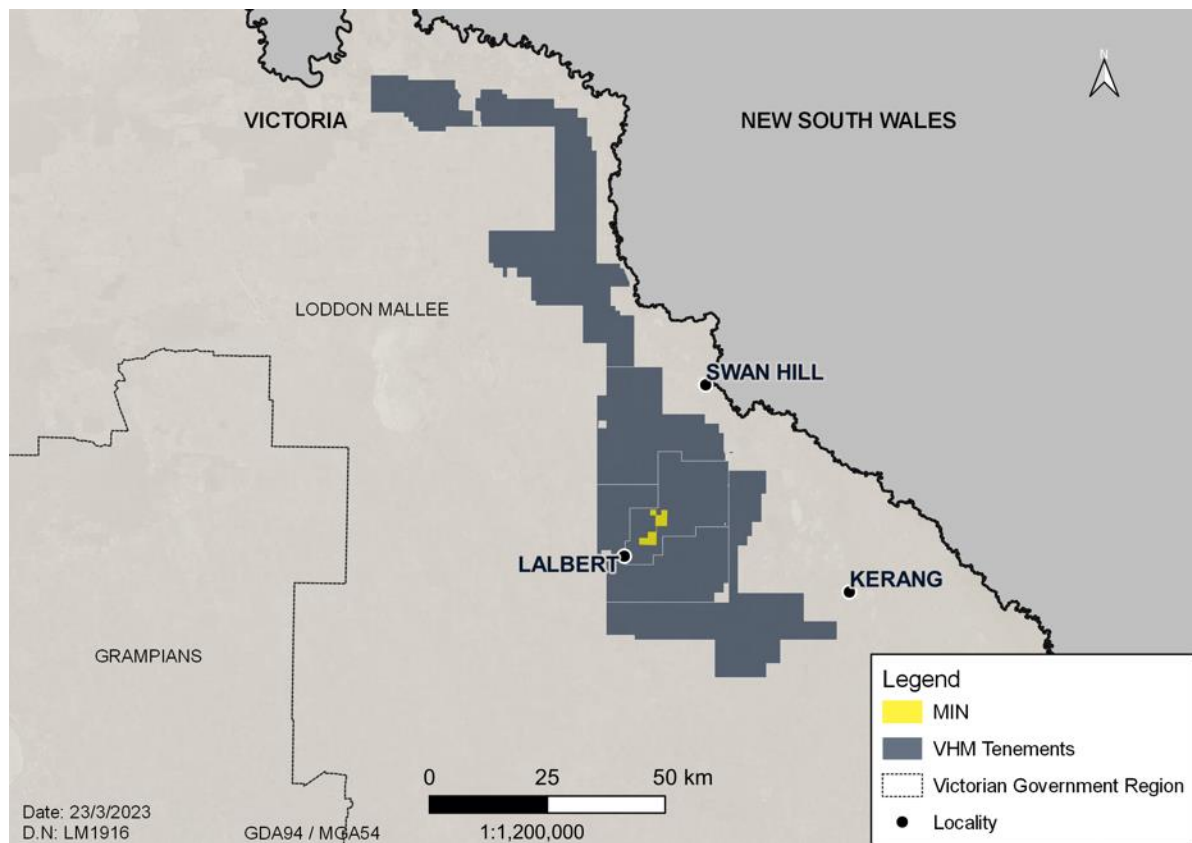 N
VICTORIA
NEW SOUTH WALES
LODDON MALLEE
SWAN HILL
LALBERT
KERANG
GRAMPIANS
Legend
MIN
VHM Tenements
Victorian Government Region
Locality
0 25 50 km
1:1,200,000
Date: 23/3/2023
D.N: LM1916
GDA94 / MGA54